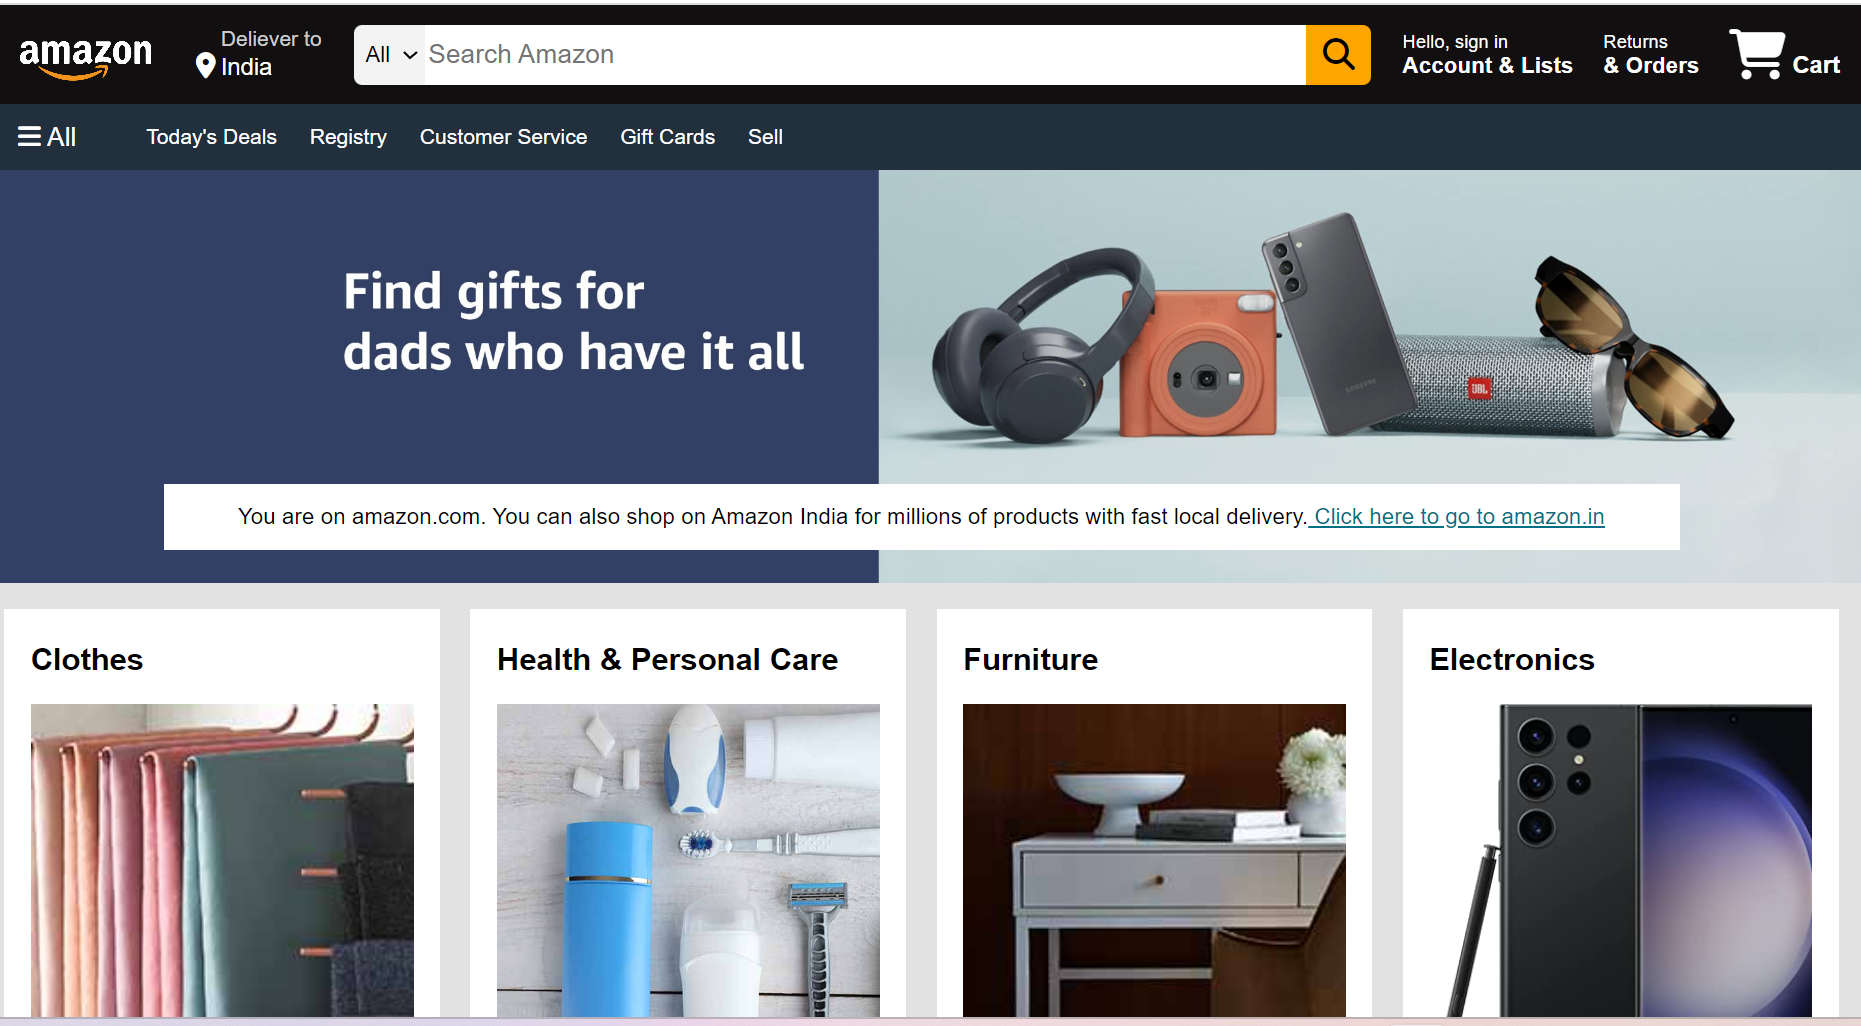 amazon
Deliever to
India
All
Search Amazon
Hello, sign in
Account & Lists
Returns
& Orders
Cart
All
Today's Deals
Registry
Customer Service
Gift Cards
Sell
Find gifts for
dads who have it all
SAMSUNG
JBL
You are on amazon.com. You can also shop on Amazon India for millions of products with fast local delivery. Click here to go to amazon.in
Clothes
Health & Personal Care
Furniture
Electronics